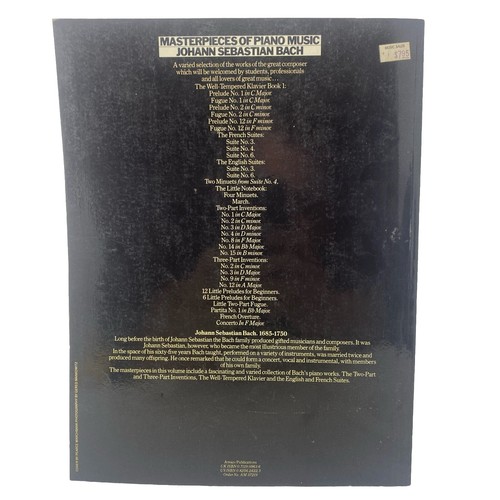 MASTERPIECES OF PIANO MUSIC
JOHANN SEBASTIAN BACH
A varied selection of the works of the great composer
which will be welcomed by students, professionals
and all lovers of great music...
The Well-Tempered Klavier Book 1:
Prelude No. 1 in C Major
Fugue No. 1 in C Major
Prelude No. 2 in C minor
Fugue No. 2 in C minor
Prelude No. 12 in F minor
Fugue No. 12 in F minor
The French Suites:
Suite No. 3.
Suite No. 4.
Suite No. 6.
The English Suites:
Suite No. 3.
Suite No. 6.
Two Minuets from Suite No. 4.
The Little Notebook:
Four Minuets.
March.
Two-Part Inventions:
No. 1 in C Major
No. 2 in C minor
No. 3 in D Major
No. 4 in D minor
No. 8 in F Major
No. 14 in Bb Major
No. 15 in B minor
Three-Part Inventions:
No. 2 in C minor
No. 3 in D Major
No. 9 in F minor
No. 12 in A Major
12 Little Preludes for Beginners.
6 Little Preludes for Beginners.
Little Two-Part Fugue.
Partita No. 1 in Bb Major
French Overture.
Concerto In F Major
Johann Sebastian Bach. 1685-1750
Long before the birth of Johann Sebastian the Bach family produced gifted musicians and composers. It was
Johann Sebastian, however, who became the most illustrious member of the family.
In the space of his sixty-five years Bach taught, performed on a variety of instruments, was married twice and
produced many offspring. He once remarked that he could form a concert, vocal and instrumental, with members
of his own family.
The masterpieces in this volume include a fascinating and varied collection of Bach's piano works. The Two-Part
and Three-Part Inventions, The Well-Tempered Klavier and the English and French Suites.